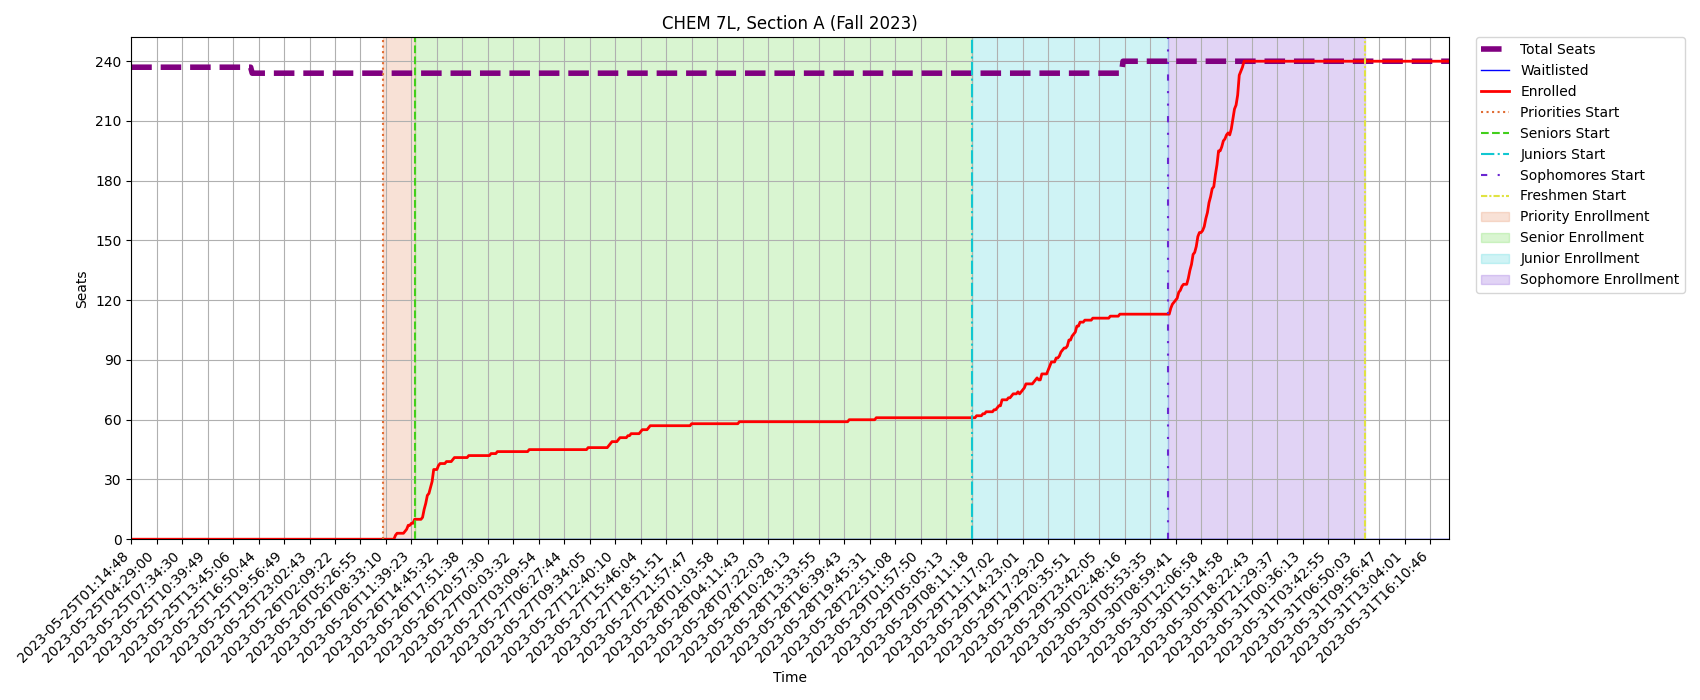 CHEM 7L, Section A (Fall 2023)
Seats
240
210
180
150
120
90
60
30
0
2023-05-25T01:14:48
2023-05-25T04:29:00
2023-05-25T07:34:30
2023-05-25T10:39:49
2023-05-25T13:45:06
2023-05-25T16:50:44
2023-05-25T19:56:49
2023-05-25T23:02:43
2023-05-26T02:09:22
2023-05-26T05:26:55
2023-05-26T08:33:10
2023-05-26T11:39:23
2023-05-26T14:45:32
2023-05-26T17:51:38
2023-05-26T20:57:30
2023-05-27T00:03:32
2023-05-27T03:09:54
2023-05-27T06:27:44
2023-05-27T09:34:05
2023-05-27T12:40:10
2023-05-27T15:46:04
2023-05-27T18:51:51
2023-05-27T21:57:47
2023-05-28T01:03:58
2023-05-28T04:11:43
2023-05-28T07:22:03
2023-05-28T10:28:13
2023-05-28T13:33:55
2023-05-28T16:39:43
2023-05-28T19:45:31
2023-05-28T22:51:08
2023-05-29T01:57:50
2023-05-29T05:05:13
2023-05-29T08:11:18
2023-05-29T11:17:02
2023-05-29T14:23:01
2023-05-29T17:29:20
2023-05-29T20:35:51
2023-05-29T23:42:05
2023-05-30T02:48:16
2023-05-30T05:53:35
2023-05-30T08:59:41
2023-05-30T12:06:58
2023-05-30T15:14:58
2023-05-30T18:22:43
2023-05-30T21:29:37
2023-05-31T00:36:13
2023-05-31T03:42:55
2023-05-31T06:50:03
2023-05-31T09:56:47
2023-05-31T13:04:01
2023-05-31T16:10:46
Time
Total Seats
Waitlisted
Enrolled
Priorities Start
Seniors Start
Juniors Start
Sophomores Start
Freshmen Start
Priority Enrollment
Senior Enrollment
Junior Enrollment
Sophomore Enrollment